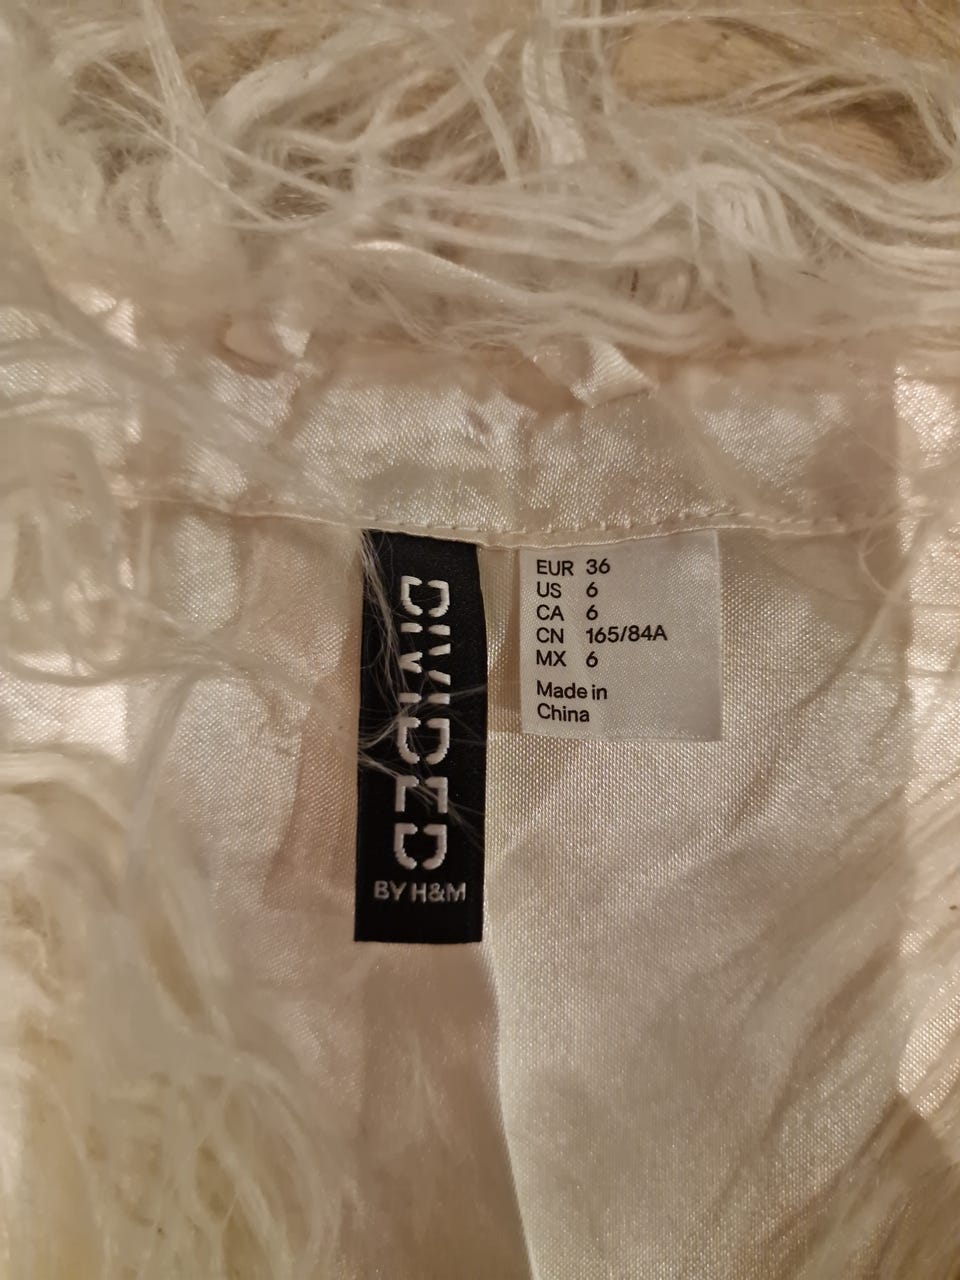 DIVIDED
BY H&M
EUR 36
US 6
CA 6
CN 165/84A
MX 6
Made in
China